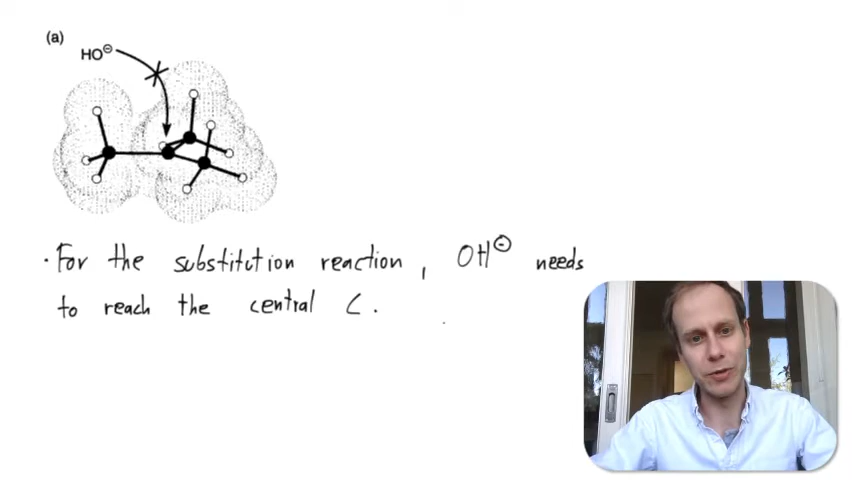 (a)
HO⊖
· For the substitution reaction, OH⊖ needs
to reach the central C.